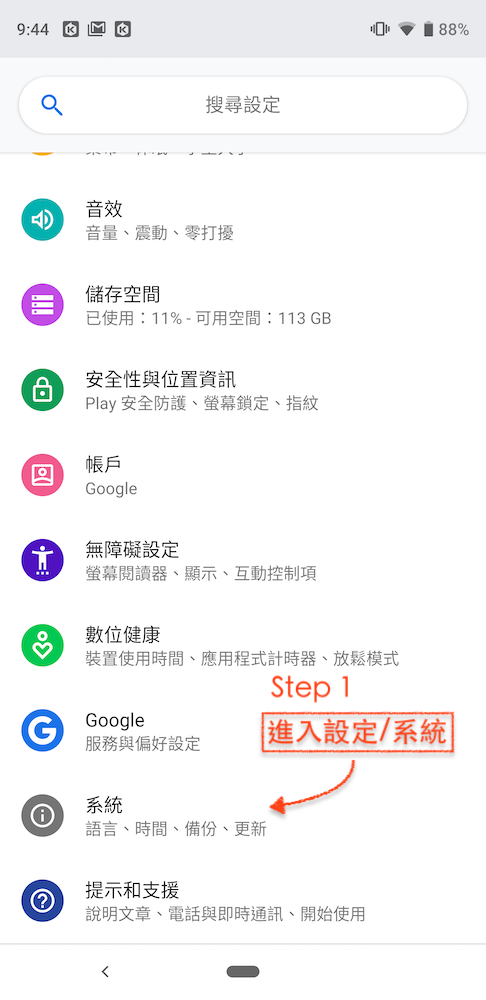 9:44
88%
搜尋設定
音效
音量、震動、零打擾
儲存空間
已使用：11% - 可用空間：113 GB
安全性與位置資訊
Play 安全防護、螢幕鎖定、指紋
帳戶
Google
無障礙設定
螢幕閱讀器、顯示、互動控制項
數位健康
裝置使用時間、應用程式計時器、放鬆模式
Step 1
Google
進入設定/系統
服務與偏好設定
系統
語言、時間、備份、更新
提示和支援
說明文章、電話與即時通訊、開始使用